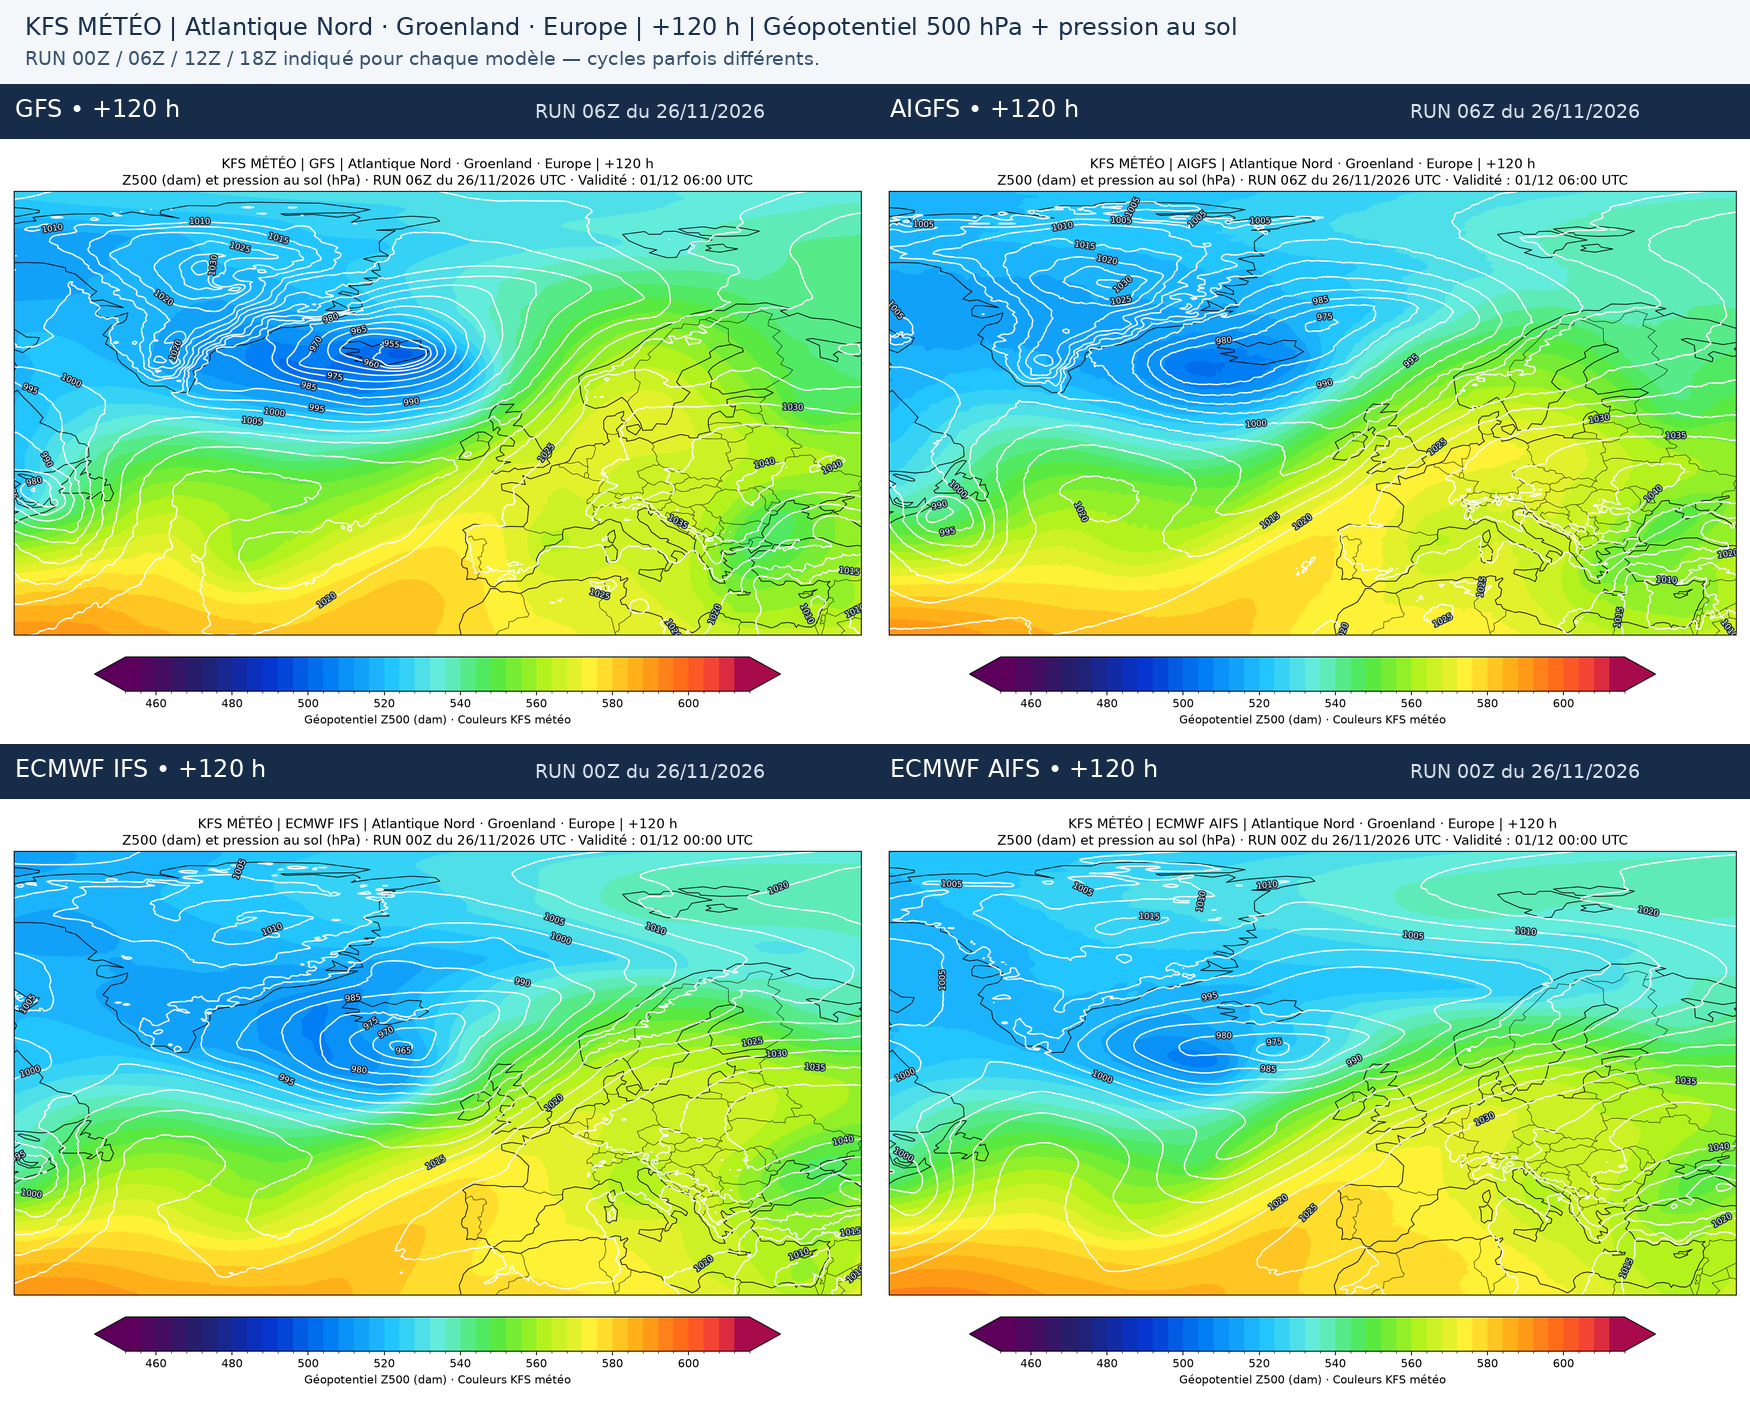 KFS MÉTÉO | Atlantique Nord · Groenland · Europe | +120 h | Géopotentiel 500 hPa + pression au sol
RUN 00Z / 06Z / 12Z / 18Z indiqué pour chaque modèle — cycles parfois différents.
GFS • +120 h
RUN 06Z du 26/11/2026
KFS MÉTÉO | GFS | Atlantique Nord · Groenland · Europe | +120 h
Z500 (dam) et pression au sol (hPa) · RUN 06Z du 26/11/2026 UTC · Validité : 01/12 06:00 UTC
460 480 500 520 540 560 580 600
Géopotentiel Z500 (dam) · Couleurs KFS météo
AIGFS • +120 h
RUN 06Z du 26/11/2026
KFS MÉTÉO | AIGFS | Atlantique Nord · Groenland · Europe | +120 h
Z500 (dam) et pression au sol (hPa) · RUN 06Z du 26/11/2026 UTC · Validité : 01/12 06:00 UTC
460 480 500 520 540 560 580 600
Géopotentiel Z500 (dam) · Couleurs KFS météo
ECMWF IFS • +120 h
RUN 00Z du 26/11/2026
KFS MÉTÉO | ECMWF IFS | Atlantique Nord · Groenland · Europe | +120 h
Z500 (dam) et pression au sol (hPa) · RUN 00Z du 26/11/2026 UTC · Validité : 01/12 00:00 UTC
460 480 500 520 540 560 580 600
Géopotentiel Z500 (dam) · Couleurs KFS météo
ECMWF AIFS • +120 h
RUN 00Z du 26/11/2026
KFS MÉTÉO | ECMWF AIFS | Atlantique Nord · Groenland · Europe | +120 h
Z500 (dam) et pression au sol (hPa) · RUN 00Z du 26/11/2026 UTC · Validité : 01/12 00:00 UTC
460 480 500 520 540 560 580 600
Géopotentiel Z500 (dam) · Couleurs KFS météo